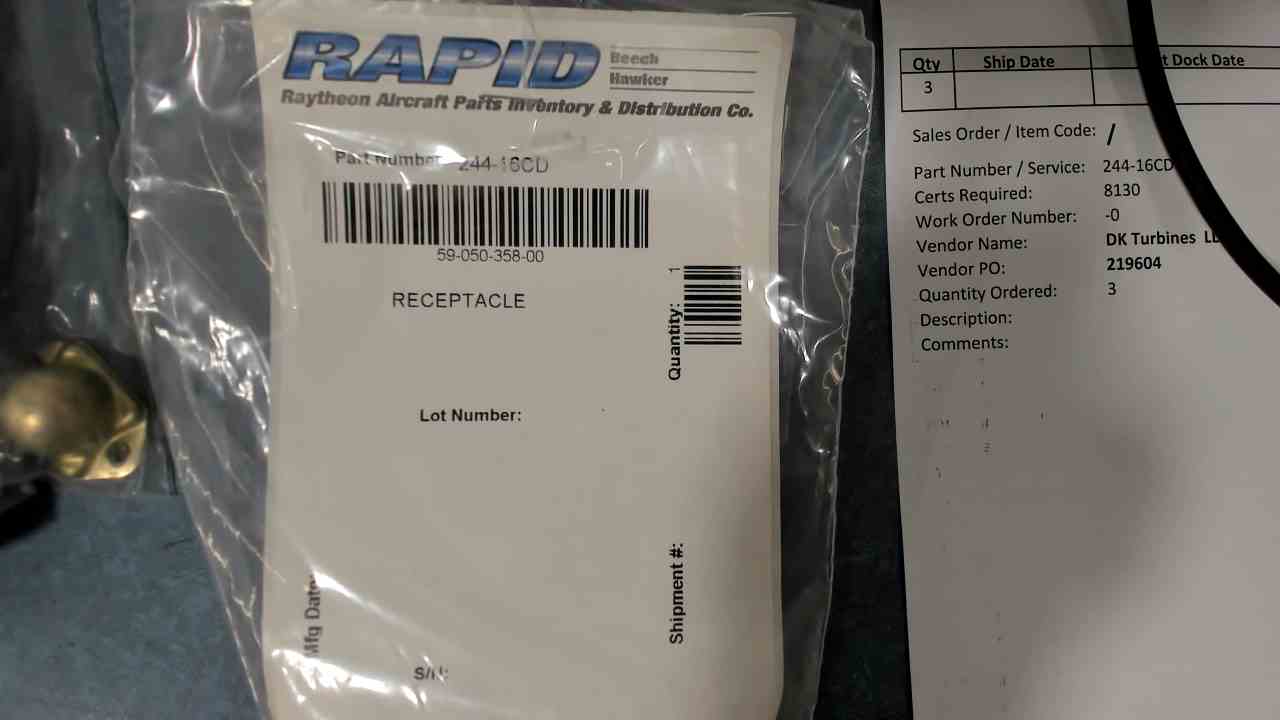 RAPID
Beech
Hawker
Raytheon Aircraft Parts Inventory & Distribution Co.
Part Number 244-16CD
59-050-358-00
RECEPTACLE
Quantity: 1
Lot Number:
Mfg Date
Shipment #:
S/N:
Qty Ship Date t Dock Date
3
Sales Order / Item Code: /
Part Number / Service: 244-16CD
Certs Required: 8130
Work Order Number: -0
Vendor Name: DK Turbines
Vendor PO: 219604
Quantity Ordered: 3
Description:
Comments: